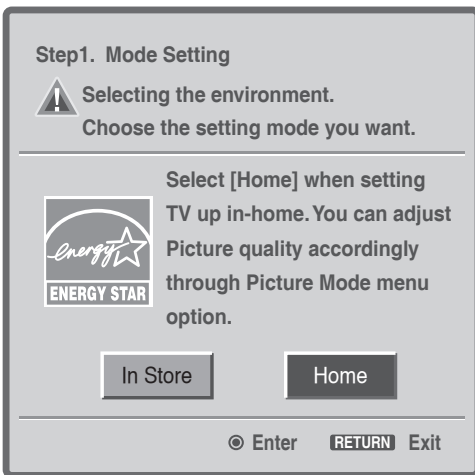 Step1. Mode Setting
Selecting the environment.
Choose the setting mode you want.
Select [Home] when setting
TV up in-home. You can adjust
Picture quality accordingly
through Picture Mode menu
option.
energy
ENERGY STAR
In Store
Home
Enter RETURN Exit